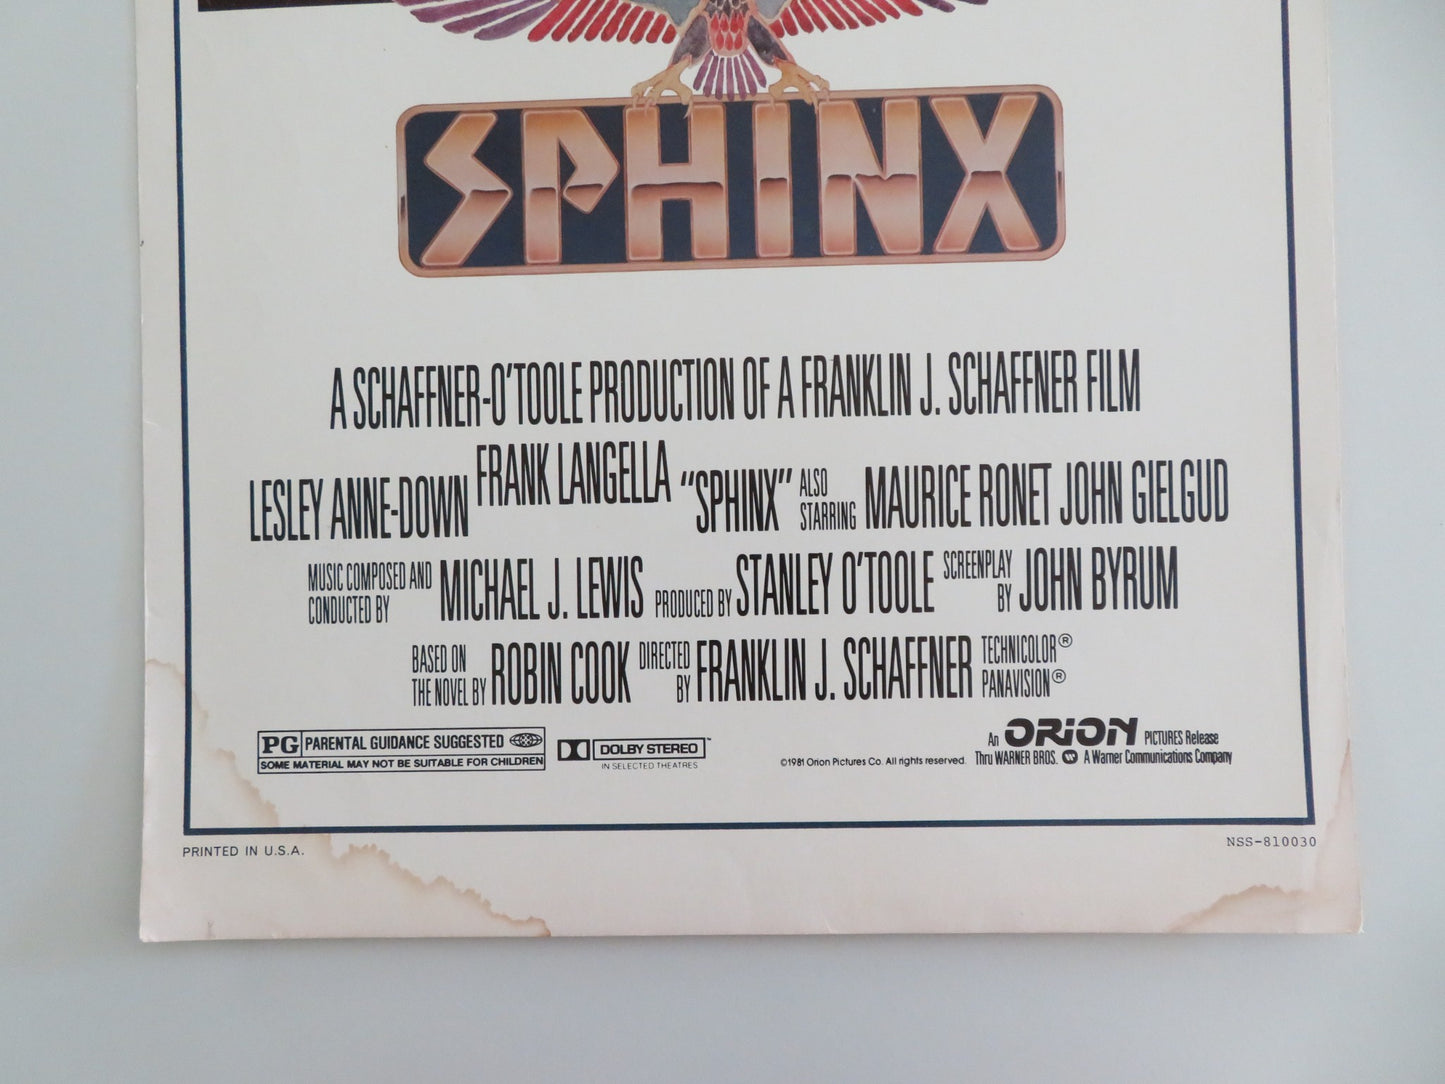 SPHINX
A SCHAFFNER-O'TOOLE PRODUCTION OF A FRANKLIN J. SCHAFFNER FILM
LESLEY ANNE-DOWN FRANK LANGELLA "SPHINX" ALSO STARRING MAURICE RONET JOHN GIELGUD
MUSIC COMPOSED AND CONDUCTED BY MICHAEL J. LEWIS PRODUCED BY STANLEY O'TOOLE SCREENPLAY BY JOHN BYRUM
BASED ON THE NOVEL BY ROBIN COOK DIRECTED BY FRANKLIN J. SCHAFFNER TECHNICOLOR® PANAVISION®
PG PARENTAL GUIDANCE SUGGESTED
SOME MATERIAL MAY NOT BE SUITABLE FOR CHILDREN
DOLBY STEREO™
IN SELECTED THEATRES
©1981 Orion Pictures Co. All rights reserved.
An ORION PICTURES Release
Thru WARNER BROS. A Warner Communications Company
PRINTED IN U.S.A.
NSS-810030